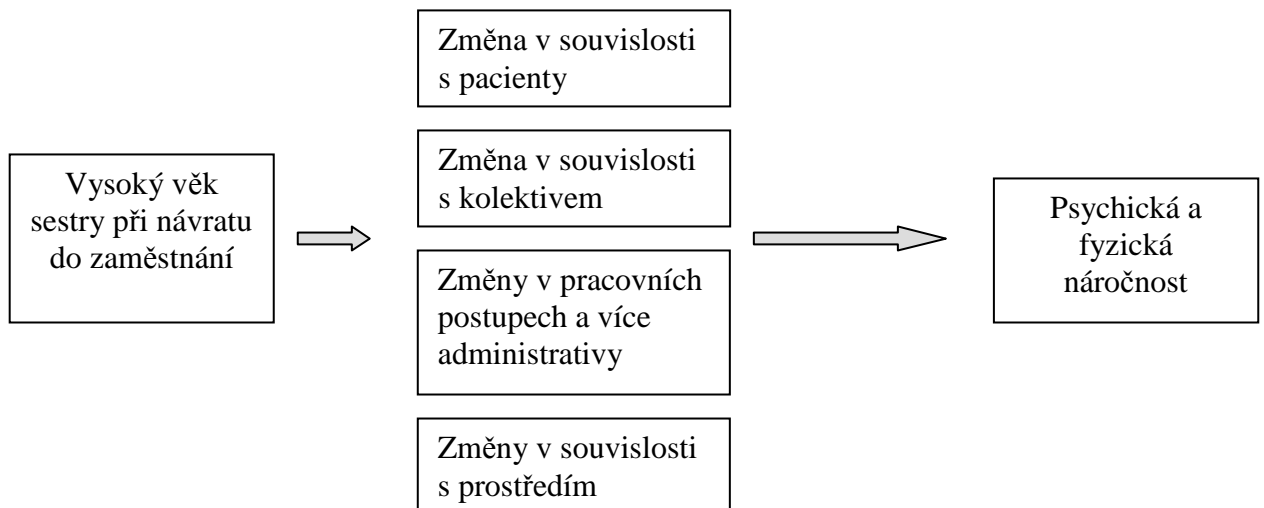 Vysoký věk
sestry při návratu
do zaměstnání
Změna v souvislosti
s pacienty
Změna v souvislosti
s kolektivem
Změny v pracovních
postupech a více
administrativy
Změny v souvislosti
s prostředím
Psychická a
fyzická
náročnost